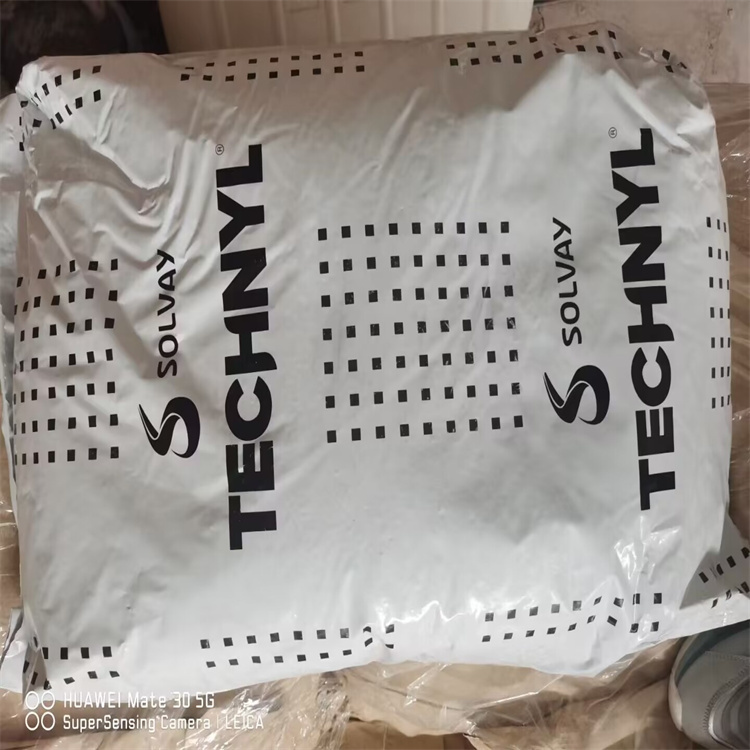 SOLVAY
TECHNYL®
SOLVAY
TECHNYL®
HUAWEI Mate 30 5G
SuperSensing Camera | LEICA